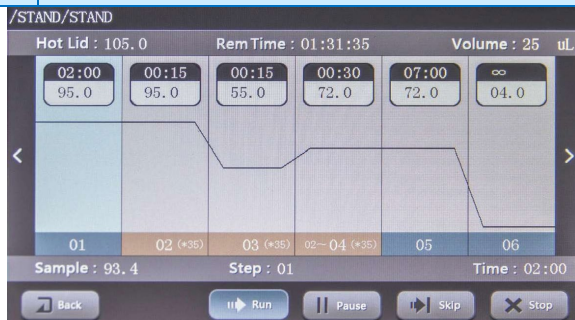 /STAND/STAND
Hot Lid : 105.0 Rem Time : 01:31:35 Volume : 25 uL
02:00 00:15 00:15 00:30 07:00 ∞
95.0 95.0 55.0 72.0 72.0 04.0
01 02 (*35) 03 (*35) 02－04 (*35) 05 06
Sample : 93.4 Step : 01 Time : 02:00
Back Run Pause Skip Stop